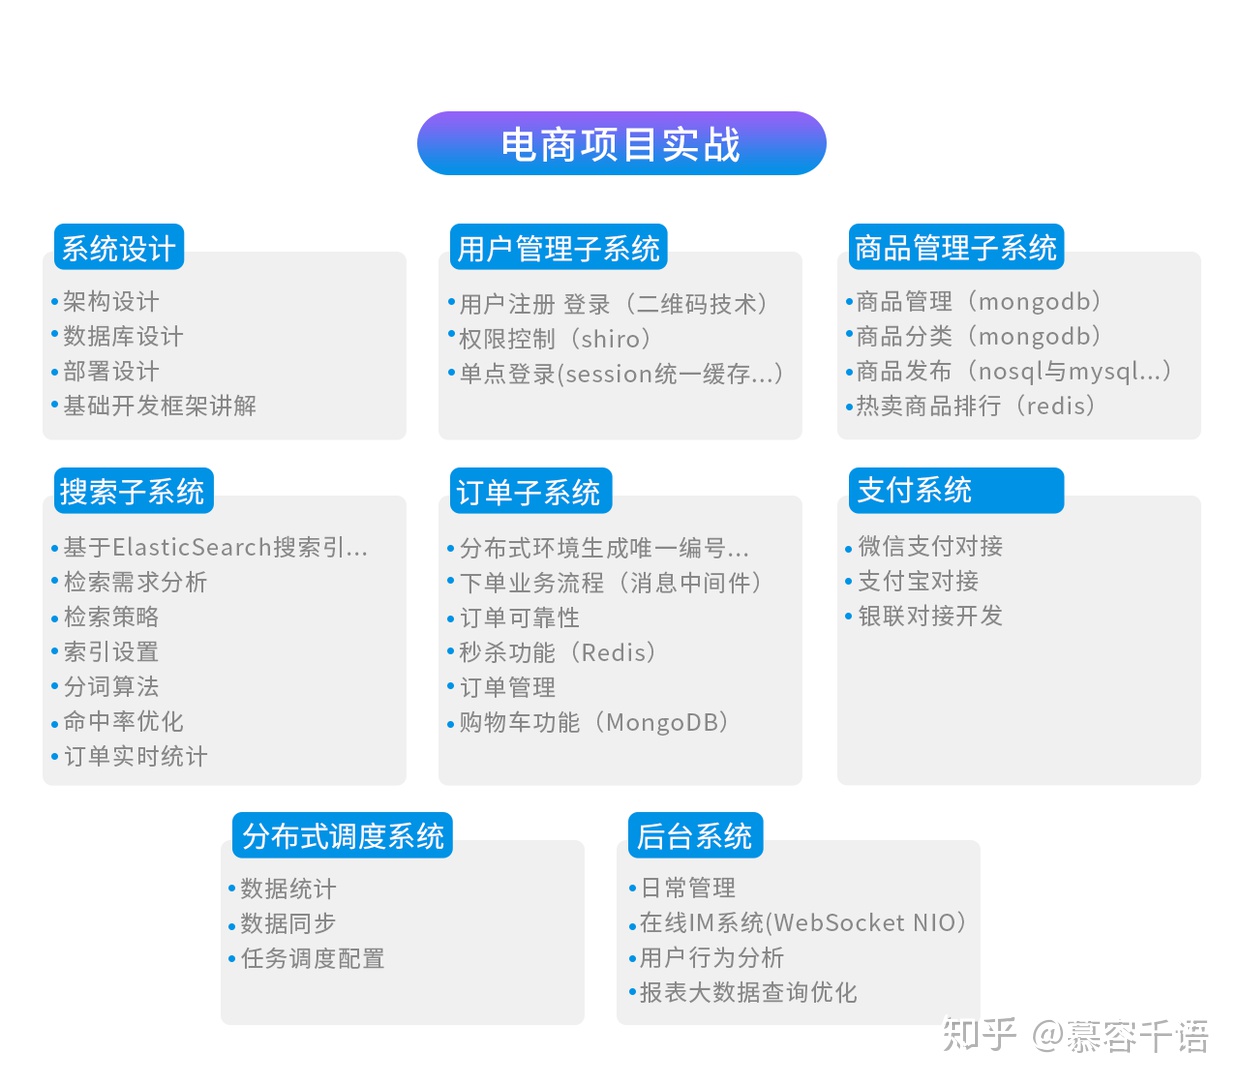 电商项目实战
系统设计
架构设计
数据库设计
部署设计
基础开发框架讲解
用户管理子系统
用户注册 登录（二维码技术）
权限控制（shiro）
单点登录(session统一缓存...）
商品管理子系统
商品管理（mongodb）
商品分类（mongodb）
商品发布（nosql与mysql...）
热卖商品排行（redis）
搜索子系统
基于ElasticSearch搜索引...
检索需求分析
检索策略
索引设置
分词算法
命中率优化
订单实时统计
订单子系统
分布式环境生成唯一编号...
下单业务流程（消息中间件）
订单可靠性
秒杀功能（Redis）
订单管理
购物车功能（MongoDB）
支付系统
微信支付对接
支付宝对接
银联对接开发
分布式调度系统
数据统计
数据同步
任务调度配置
后台系统
日常管理
在线IM系统(WebSocket NIO）
用户行为分析
报表大数据查询优化
知乎 @慕容千语